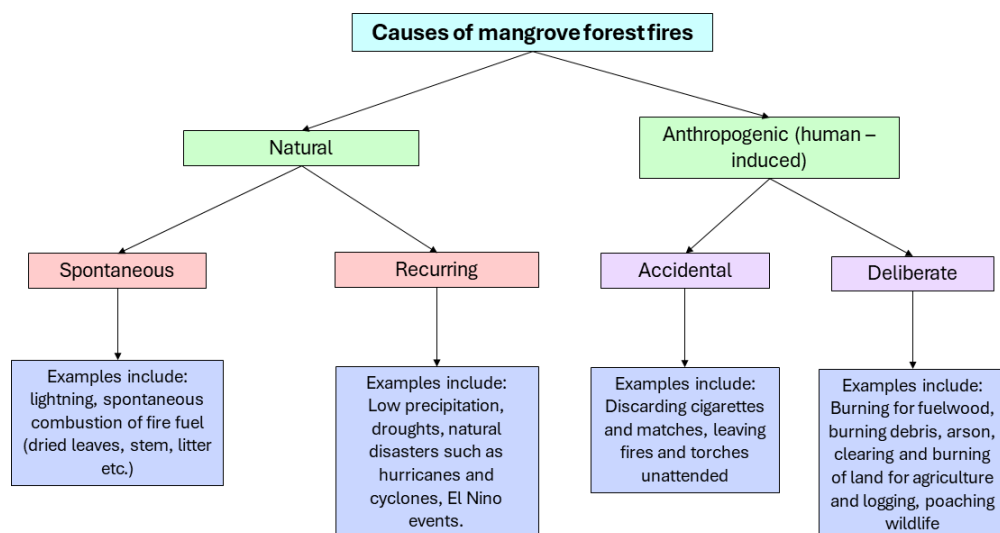 Causes of mangrove forest fires
Natural
Anthropogenic (human –
induced)
Spontaneous
Recurring
Accidental
Deliberate
Examples include:
lightning, spontaneous
combustion of fire fuel
(dried leaves, stem, litter
etc.)
Examples include:
Low precipitation,
droughts, natural
disasters such as
hurricanes and
cyclones, El Nino
events.
Examples include:
Discarding cigarettes
and matches, leaving
fires and torches
unattended
Examples include:
Burning for fuelwood,
burning debris, arson,
clearing and burning
of land for agriculture
and logging, poaching
wildlife